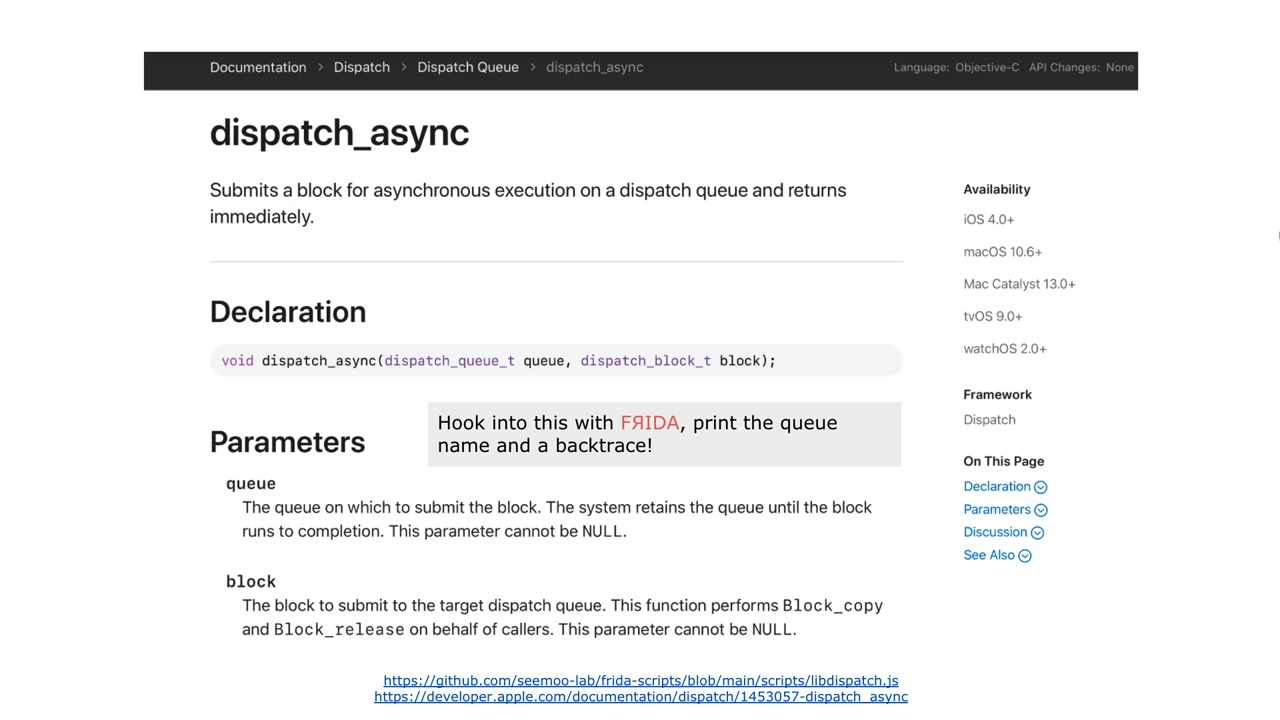 Documentation > Dispatch > Dispatch Queue > dispatch_async
Language: Objective-C API Changes: None
dispatch_async
Submits a block for asynchronous execution on a dispatch queue and returns
immediately.
Declaration
void dispatch_async(dispatch_queue_t queue, dispatch_block_t block);
Hook into this with FЯIDA, print the queue
name and a backtrace!
Parameters
queue
The queue on which to submit the block. The system retains the queue until the block
runs to completion. This parameter cannot be NULL.
block
The block to submit to the target dispatch queue. This function performs Block_copy
and Block_release on behalf of callers. This parameter cannot be NULL.
Availability
iOS 4.0+
macOS 10.6+
Mac Catalyst 13.0+
tvOS 9.0+
watchOS 2.0+
Framework
Dispatch
On This Page
Declaration
Parameters
Discussion
See Also
https://github.com/seemoo-lab/frida-scripts/blob/main/scripts/libdispatch.js
https://developer.apple.com/documentation/dispatch/1453057-dispatch_async